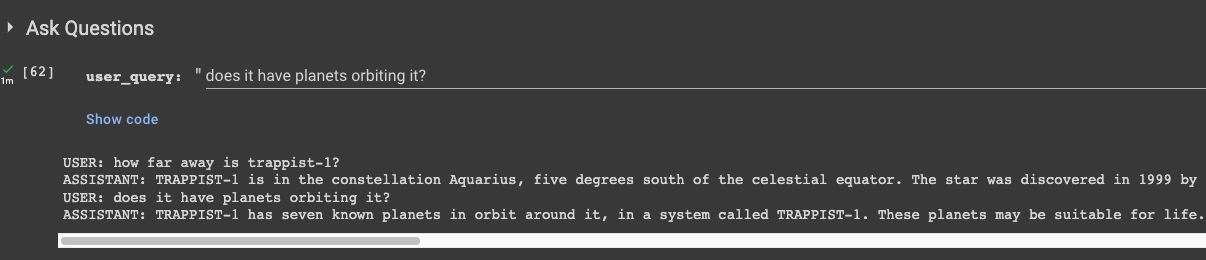 Ask Questions
[62] user_query: " does it have planets orbiting it?
1m
Show code
USER: how far away is trappist-1?
ASSISTANT: TRAPPIST-1 is in the constellation Aquarius, five degrees south of the celestial equator. The star was discovered in 1999 by
USER: does it have planets orbiting it?
ASSISTANT: TRAPPIST-1 has seven known planets in orbit around it, in a system called TRAPPIST-1. These planets may be suitable for life.